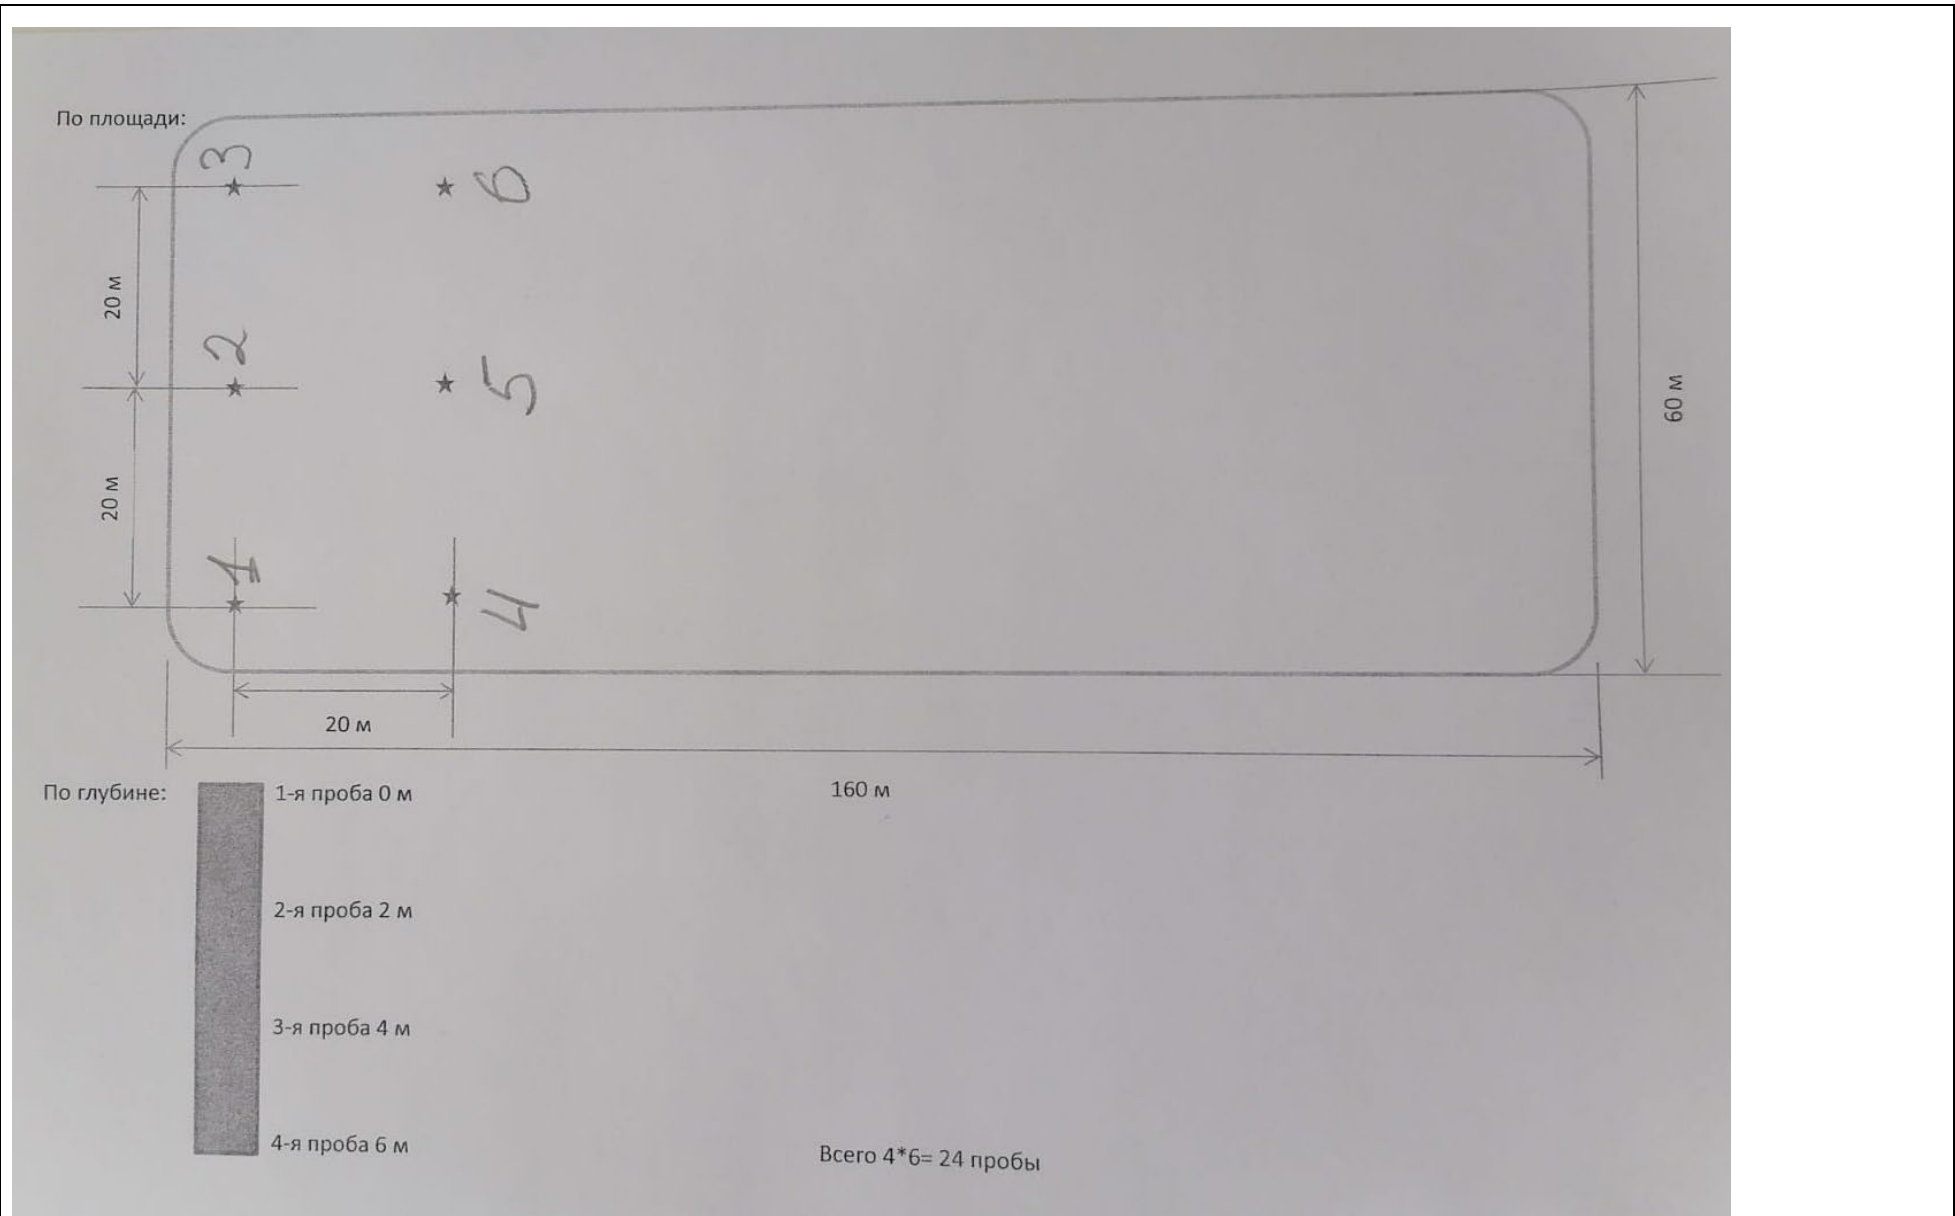 По площади:
3
6
20 м
2
5
60 м
20 м
1
4
20 м
160 м
По глубине:
1-я проба 0 м
2-я проба 2 м
3-я проба 4 м
4-я проба 6 м
Всего 4*6= 24 пробы